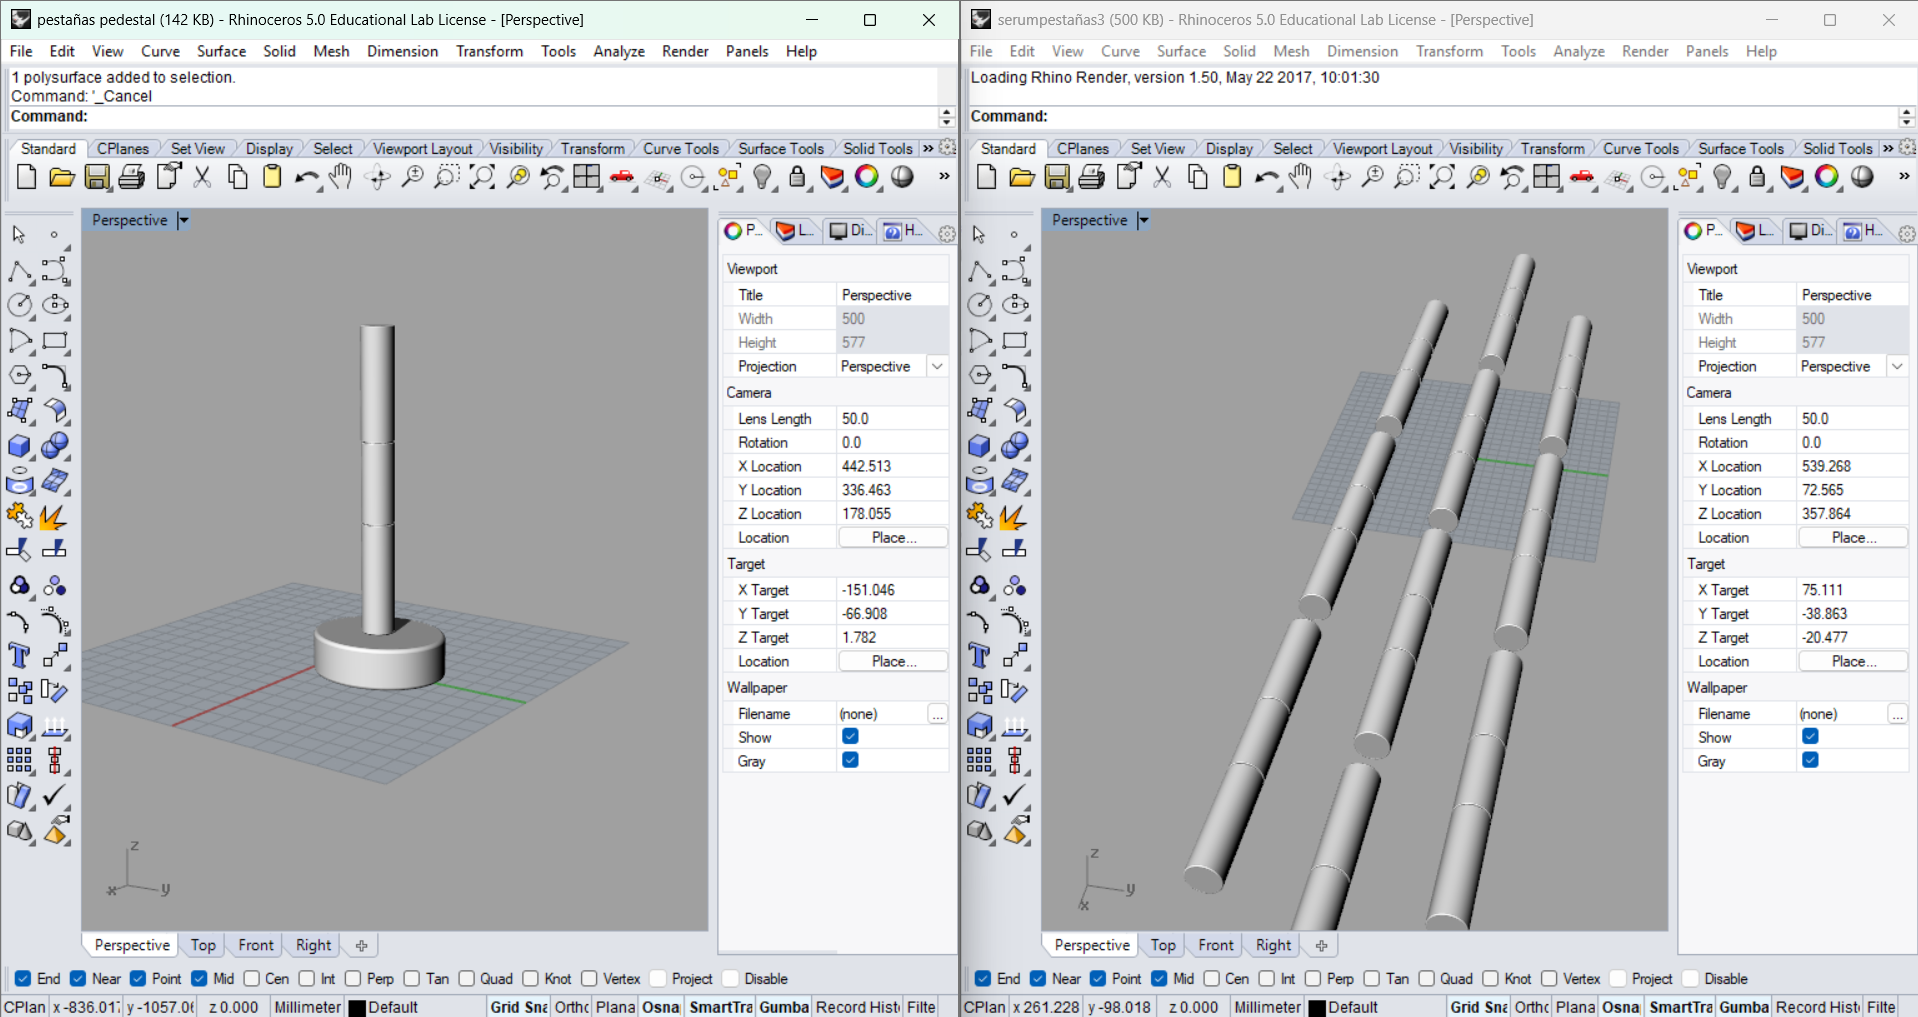 pestañas pedestal (142 KB) - Rhinoceros 5.0 Educational Lab License - [Perspective]
File Edit View Curve Surface Solid Mesh Dimension Transform Tools Analyze Render Panels Help
1 polysurface added to selection.
Command: '_Cancel
Command:
Standard CPlanes Set View Display Select Viewport Layout Visibility Transform Curve Tools Surface Tools Solid Tools »
»
Perspective
P... L... Di... H...
Viewport
Title Perspective
Width 500
Height 577
Projection Perspective
Camera
Lens Length 50.0
Rotation 0.0
X Location 442.513
Y Location 336.463
Z Location 178.055
Location Place...
Target
X Target -151.046
Y Target -66.908
Z Target 1.782
Location Place...
Wallpaper
Filename (none) ...
Show
Gray
z
x y
Perspective Top Front Right
End Near Point Mid Cen Int Perp Tan Quad Knot Vertex Project Disable
CPlan x -836.017 y -1057.06 z 0.000 Millimeter Default Grid Sna Ortho Plana Osna SmartTra Gumba Record Histo Filte
serumpestañas3 (500 KB) - Rhinoceros 5.0 Educational Lab License - [Perspective]
File Edit View Curve Surface Solid Mesh Dimension Transform Tools Analyze Render Panels Help
Loading Rhino Render, version 1.50, May 22 2017, 10:01:30
Command:
Standard CPlanes Set View Display Select Viewport Layout Visibility Transform Curve Tools Surface Tools Solid Tools »
»
Perspective
P... L... Di... H...
Viewport
Title Perspective
Width 500
Height 577
Projection Perspective
Camera
Lens Length 50.0
Rotation 0.0
X Location 539.268
Y Location 72.565
Z Location 357.864
Location Place...
Target
X Target 75.111
Y Target -38.863
Z Target -20.477
Location Place...
Wallpaper
Filename (none) ...
Show
Gray
z
y
x
Perspective Top Front Right
End Near Point Mid Cen Int Perp Tan Quad Knot Vertex Project Disable
CPlan x 261.228 y -98.018 z 0.000 Millimeter Default Grid Sna Ortho Plana Osna SmartTra Gumba Record Histo Filte